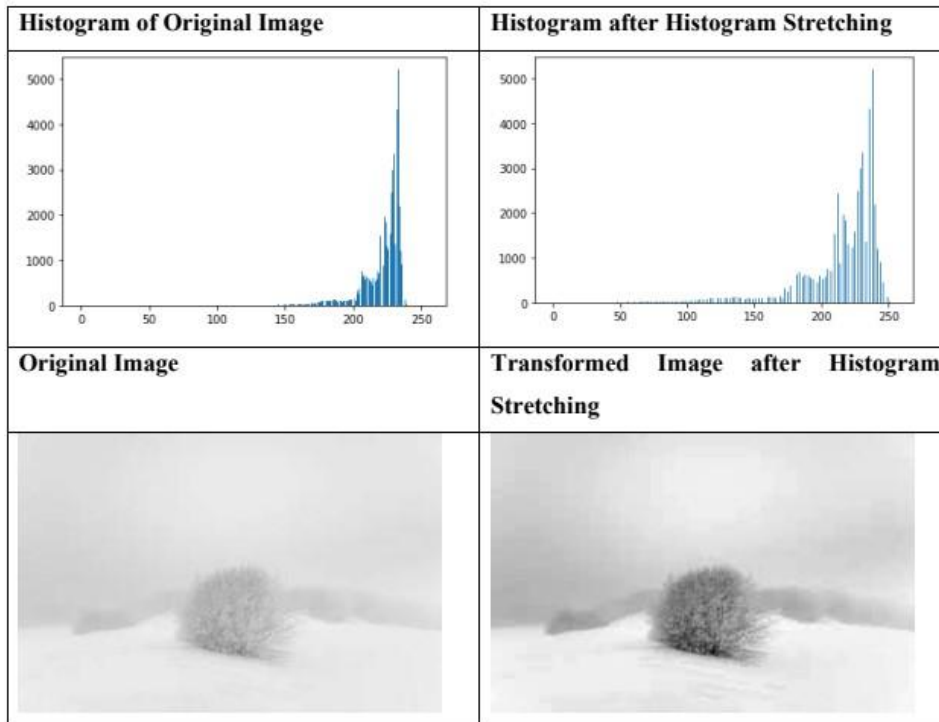 Histogram of Original Image
Histogram after Histogram Stretching
5000
4000
3000
2000
1000
0
0 50 100 150 200 250
5000
4000
3000
2000
1000
0
0 50 100 150 200 250
Original Image
Transformed Image after Histogram
Stretching